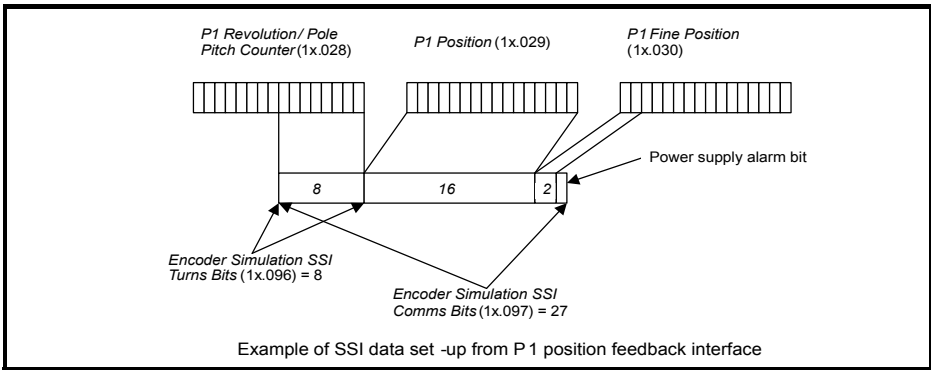 P1 Revolution/ Pole
Pitch Counter (1x.028)
P1 Position (1x.029)
P1 Fine Position
(1x.030)
Power supply alarm bit
8
16
2
Encoder Simulation SSI
Turns Bits (1x.096) = 8
Encoder Simulation SSI
Comms Bits (1x.097) = 27
Example of SSI data set -up from P1 position feedback interface